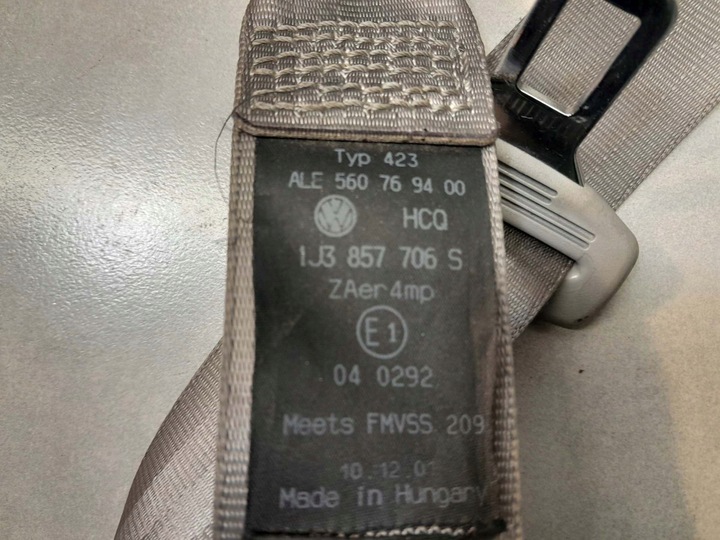 Typ 423
ALE 560 76 94 00
HCQ
1J3 857 706 S
ZAer4mp
E1
04 0292
Meets FMVSS 209
10 12 01
Made in Hungary